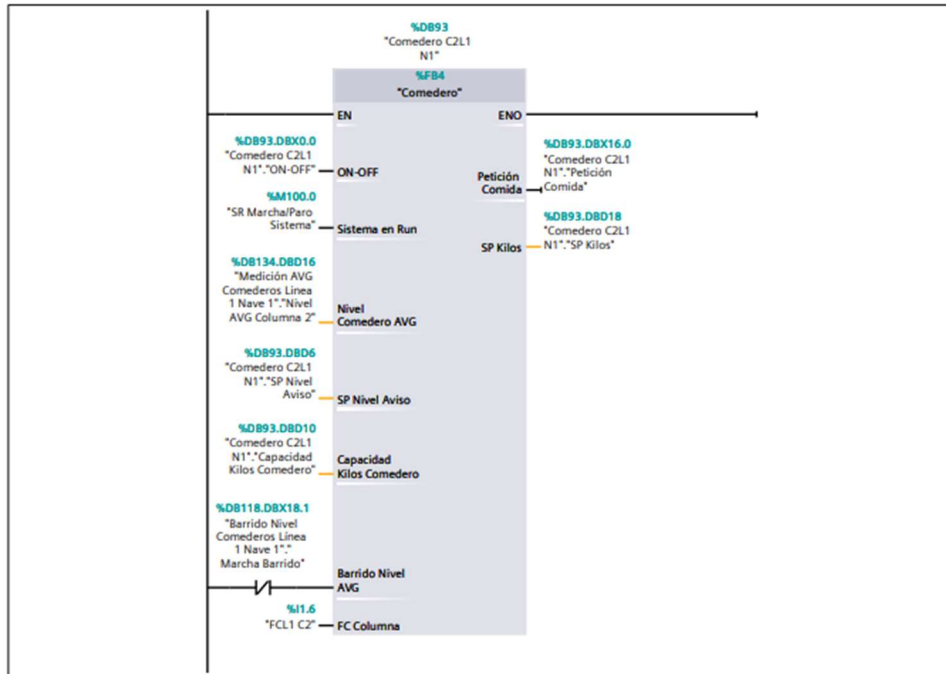 %DB93
"Comedero C2L1
N1"
%FB4
"Comedero"
EN
ENO
%DB93.DBX0.0
"Comedero C2L1
N1"."ON-OFF"
ON-OFF
%DB93.DBX16.0
"Comedero C2L1
N1"."Petición
Comida"
Petición
Comida
%M100.0
"SR Marcha/Paro
Sistema"
Sistema en Run
%DB93.DBD18
"Comedero C2L1
N1"."SP Kilos"
SP Kilos
%DB134.DBD16
"Medición AVG
Comederos Linea
1 Nave 1"."Nivel
AVG Columna 2"
Nivel
Comedero AVG
%DB93.DBD6
"Comedero C2L1
N1"."SP Nivel
Aviso"
SP Nivel Aviso
%DB93.DBD10
"Comedero C2L1
N1"."Capacidad
Kilos Comedero"
Capacidad
Kilos Comedero
%DB118.DBX18.1
"Barrido Nivel
Comederos Línea
1 Nave 1"."
Marcha Barrido"
Barrido Nivel
AVG
%I1.6
"FCL1 C2"
FC Columna